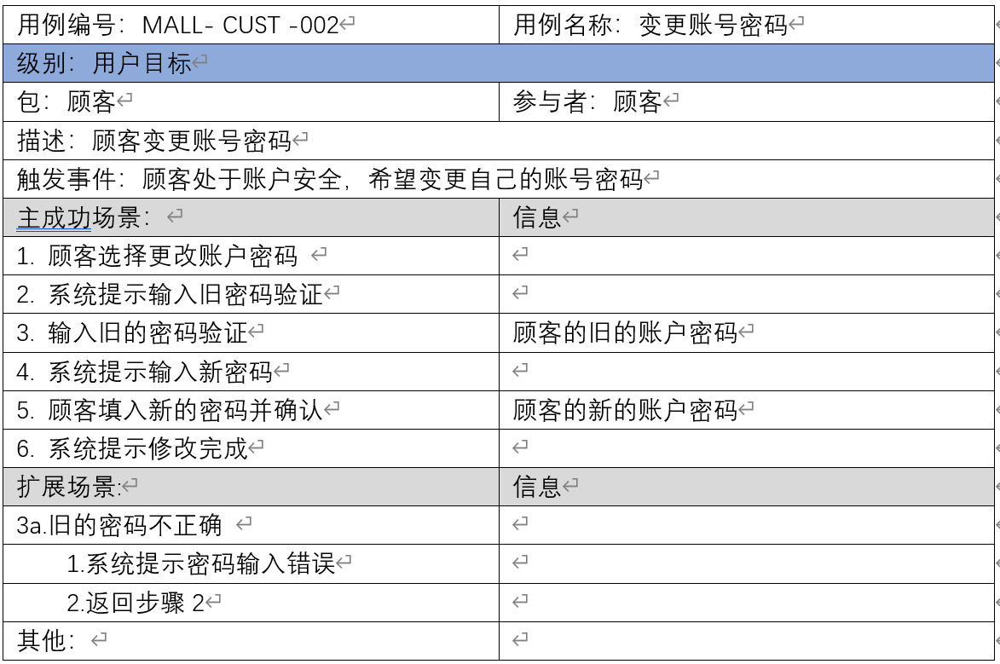 用例编号：MALL- CUST -002
用例名称：变更账号密码
级别：用户目标
包：顾客
参与者：顾客
描述：顾客变更账号密码
触发事件：顾客处于账户安全，希望变更自己的账号密码
主成功场景：
信息
1. 顾客选择更改账户密码
2. 系统提示输入旧密码验证
3. 输入旧的密码验证
顾客的旧的账户密码
4. 系统提示输入新密码
5. 顾客填入新的密码并确认
顾客的新的账户密码
6. 系统提示修改完成
扩展场景:
信息
3a.旧的密码不正确
1.系统提示密码输入错误
2.返回步骤 2
其他：